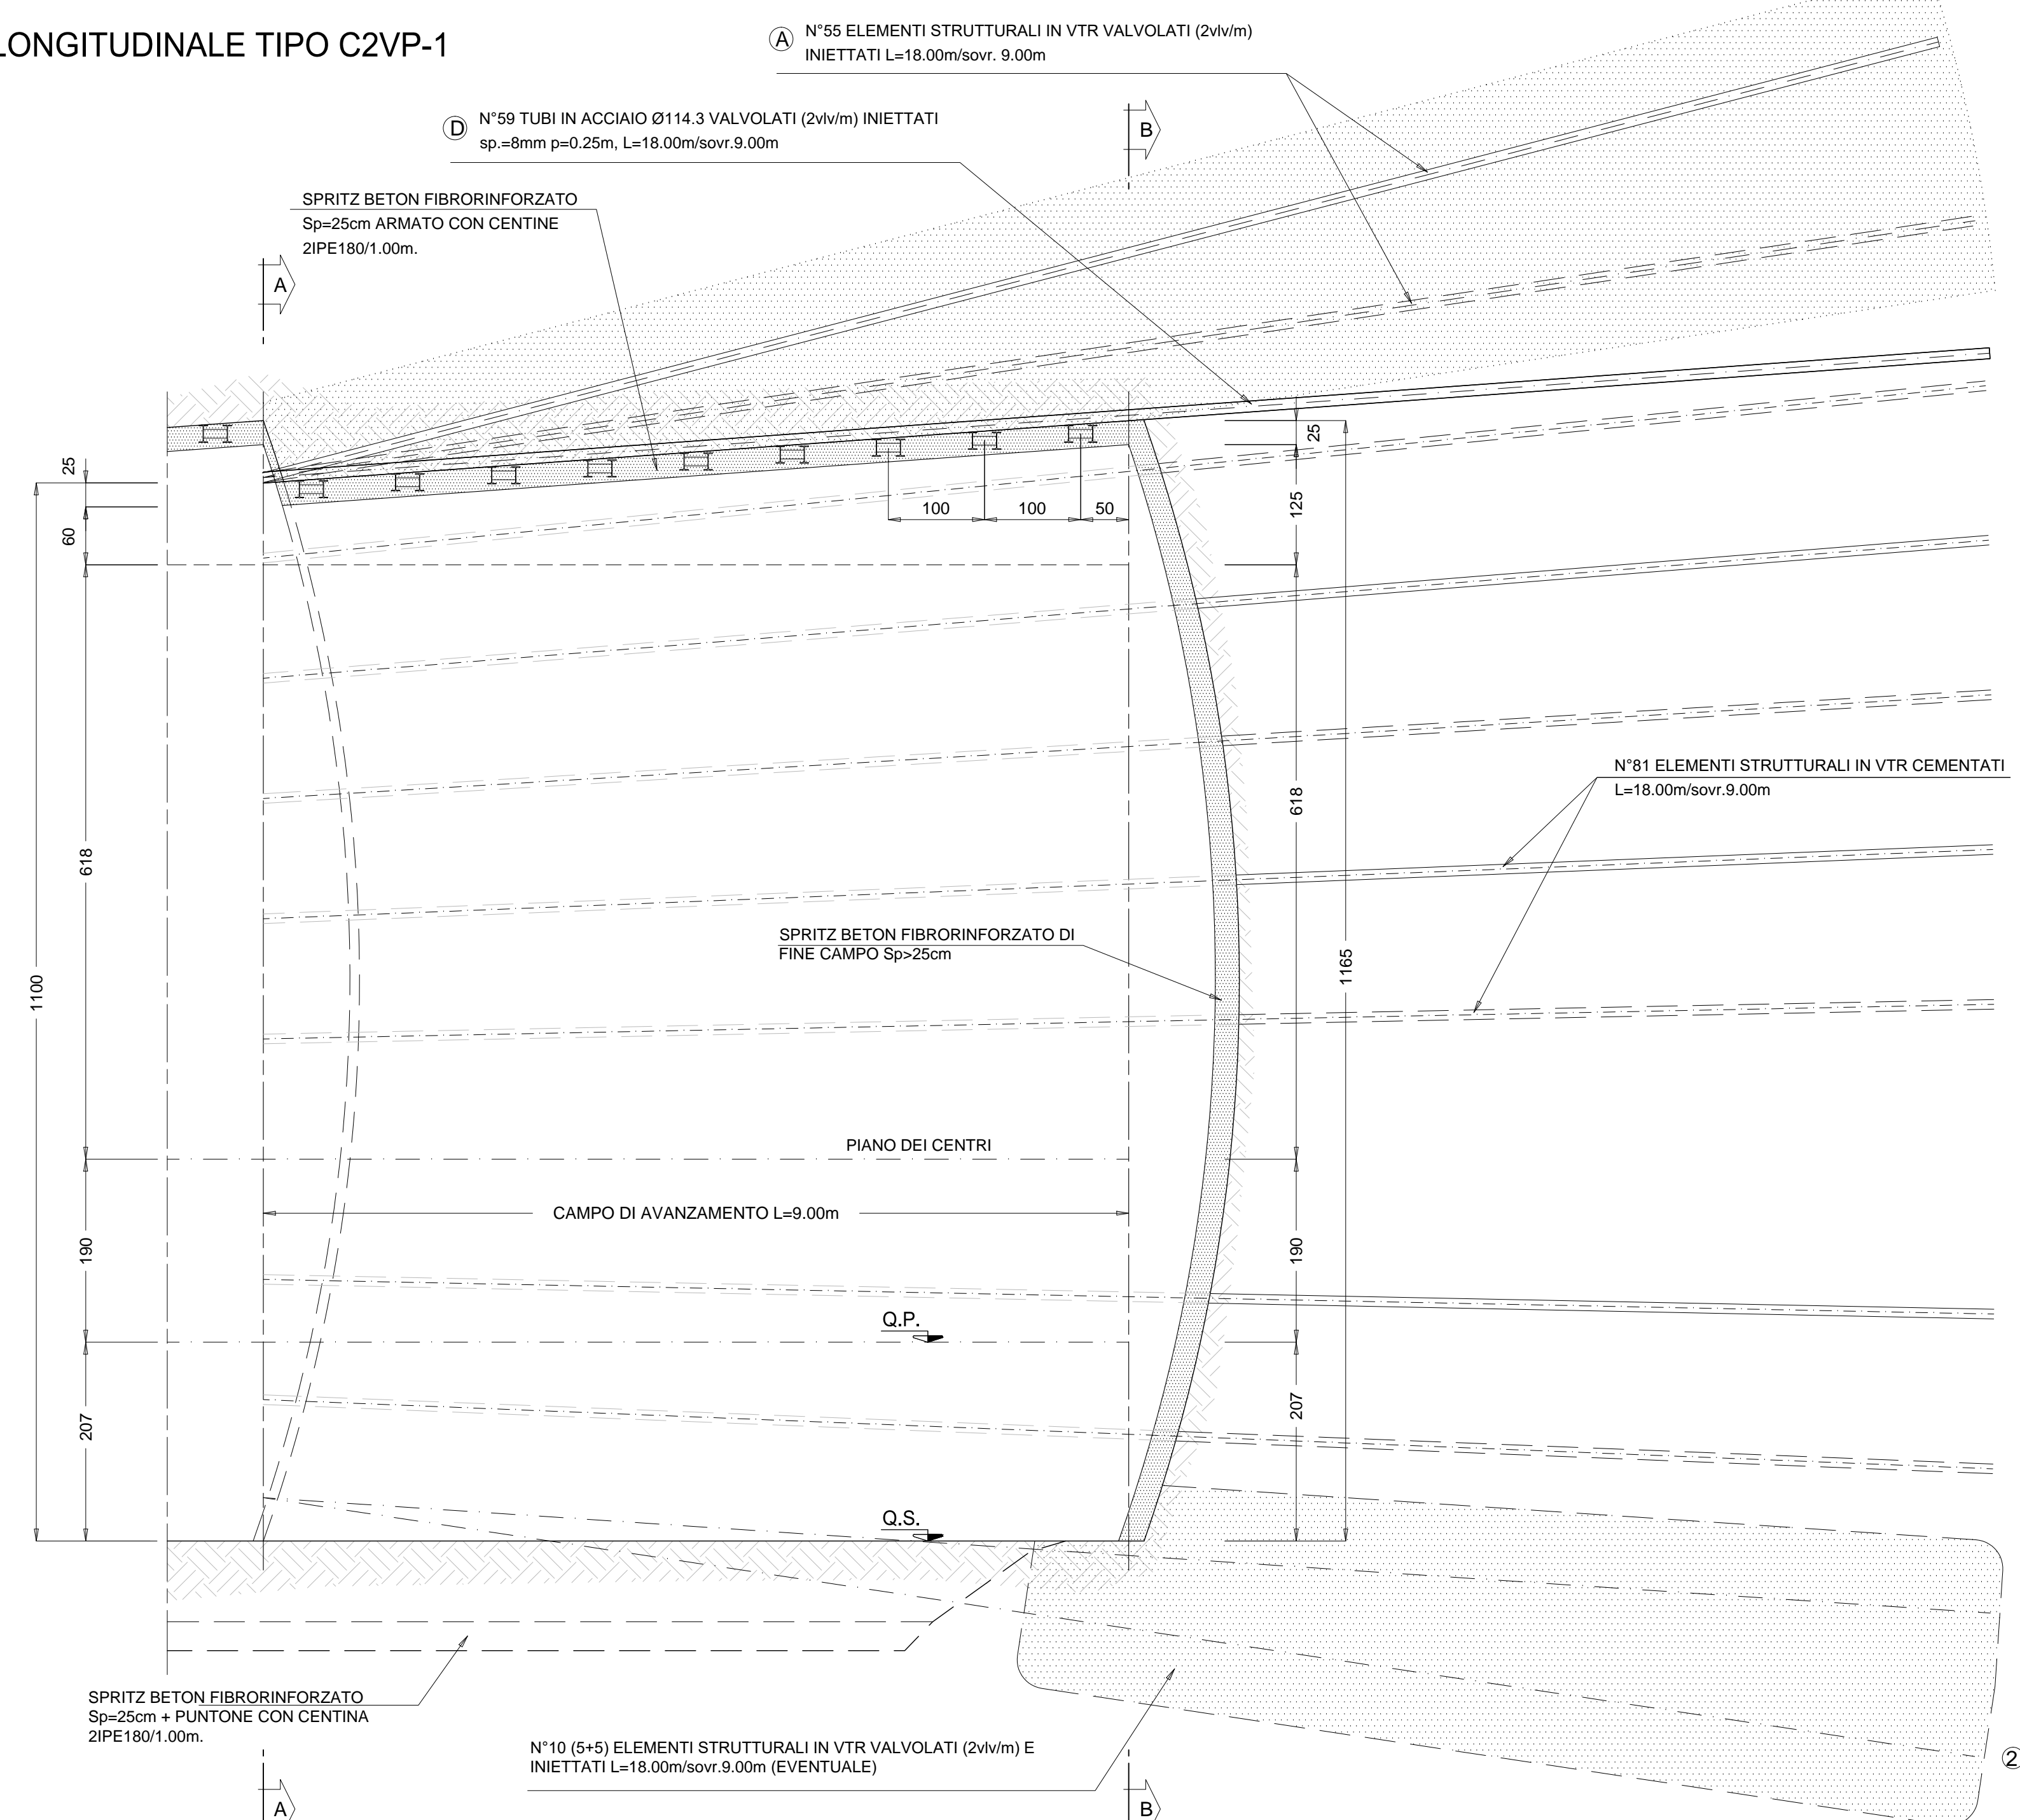 LONGITUDINALE TIPO C2VP-1
A
N°55 ELEMENTI STRUTTURALI IN VTR VALVOLATI (2vlv/m)
INIETTATI L=18.00m/sovr. 9.00m
D
N°59 TUBI IN ACCIAIO Ø114.3 VALVOLATI (2vlv/m) INIETTATI
sp.=8mm p=0.25m, L=18.00m/sovr.9.00m
B
SPRITZ BETON FIBRORINFORZATO
Sp=25cm ARMATO CON CENTINE
2IPE180/1.00m.
A
25
60
618
1100
190
207
100
100
50
25
125
618
1165
190
207
N°81 ELEMENTI STRUTTURALI IN VTR CEMENTATI
L=18.00m/sovr.9.00m
SPRITZ BETON FIBRORINFORZATO DI
FINE CAMPO Sp>25cm
PIANO DEI CENTRI
CAMPO DI AVANZAMENTO L=9.00m
Q.P.
Q.S.
SPRITZ BETON FIBRORINFORZATO
Sp=25cm + PUNTONE CON CENTINA
2IPE180/1.00m.
N°10 (5+5) ELEMENTI STRUTTURALI IN VTR VALVOLATI (2vlv/m) E
INIETTATI L=18.00m/sovr.9.00m (EVENTUALE)
2
A
B